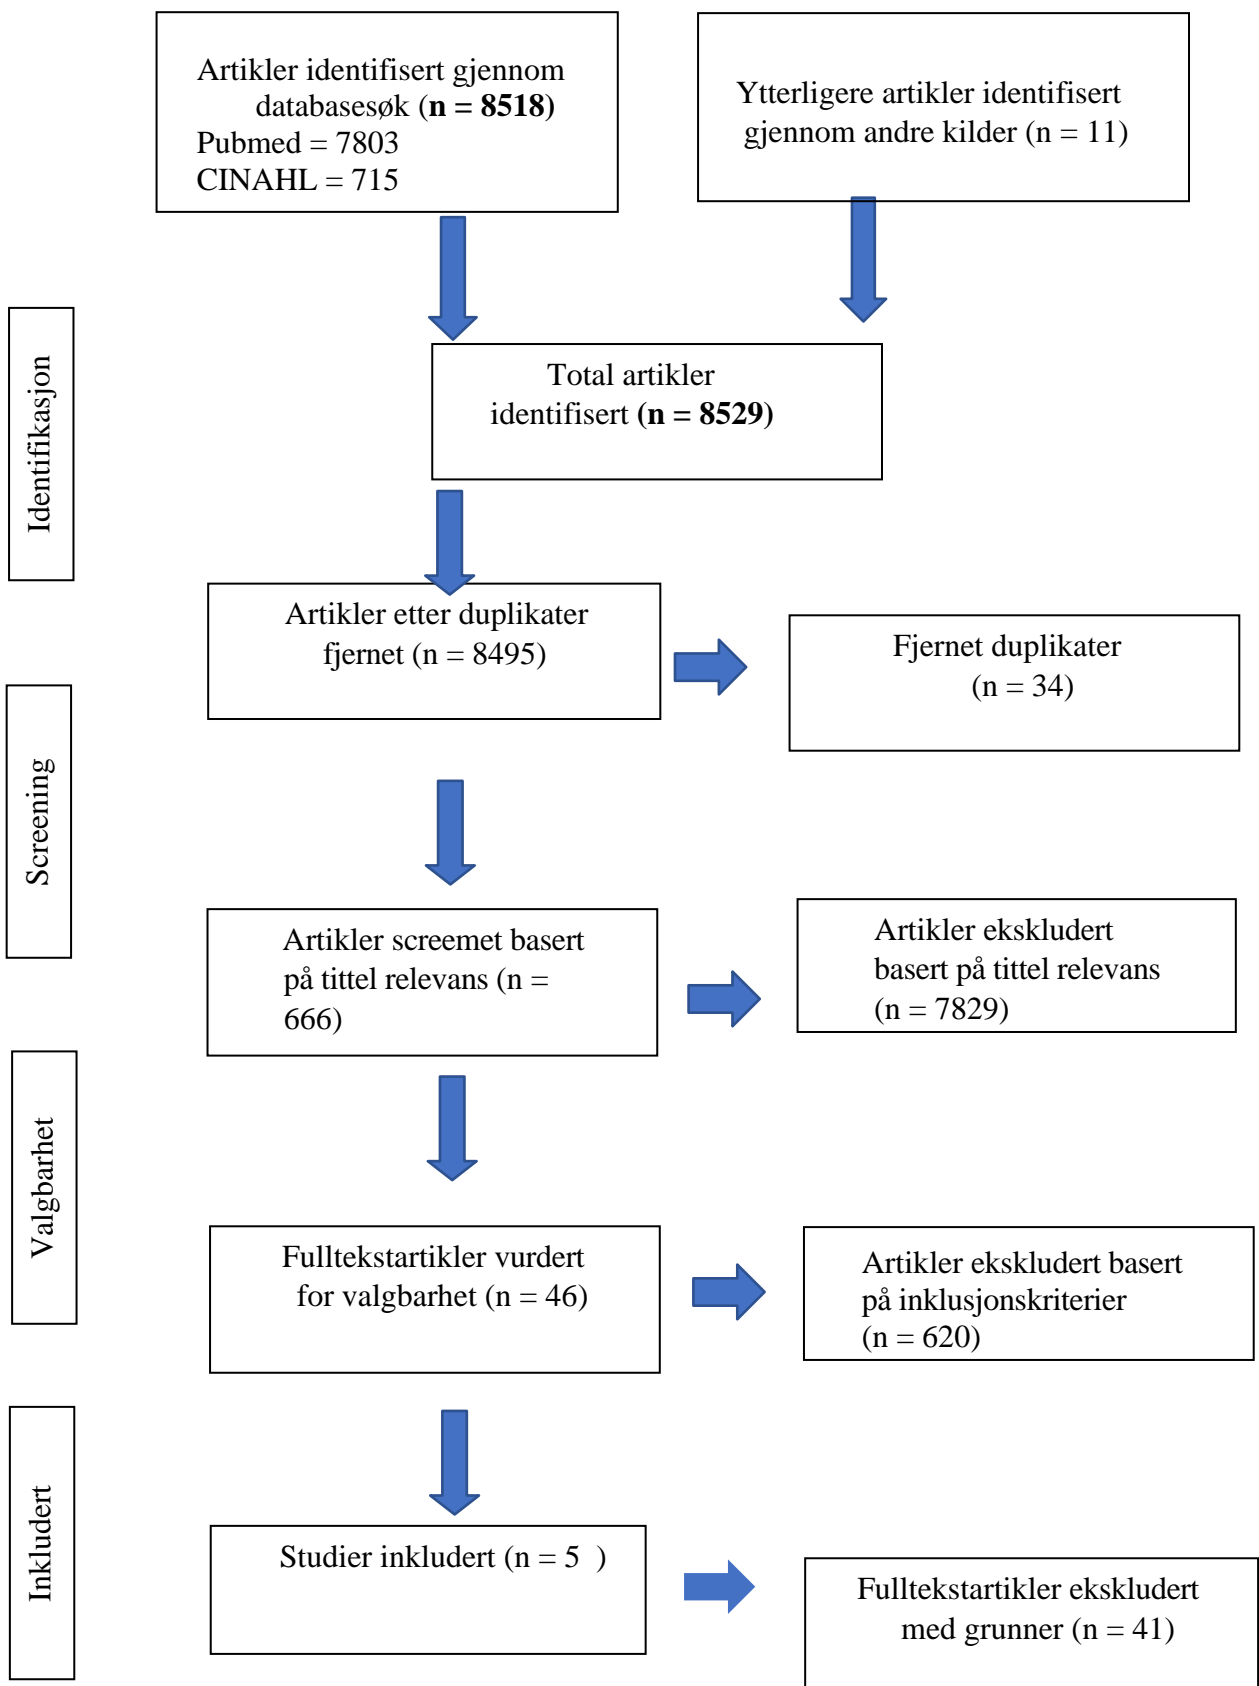 Artikler identifisert gjennom
databasesøk (n = 8518)
Pubmed = 7803
CINAHL = 715
Ytterligere artikler identifisert
gjennom andre kilder (n = 11)
Identifikasjon
Total artikler
identifisert (n = 8529)
Artikler etter duplikater
fjernet (n = 8495)
Fjernet duplikater
(n = 34)
Screening
Artikler screemet basert
på tittel relevans (n =
666)
Artikler ekskludert
basert på tittel relevans
(n = 7829)
Valgbarhet
Fulltekstartikler vurdert
for valgbarhet (n = 46)
Artikler ekskludert basert
på inklusjonskriterier
(n = 620)
Inkludert
Studier inkludert (n = 5 )
Fulltekstartikler ekskludert
med grunner (n = 41)